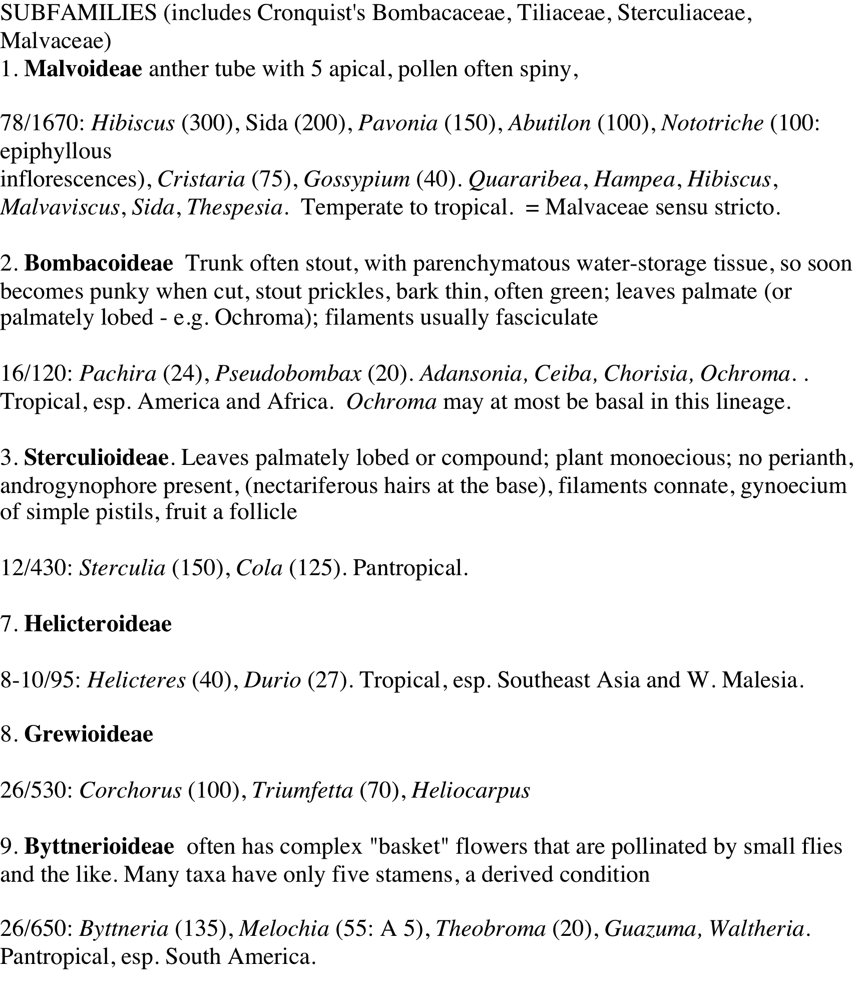 SUBFAMILIES (includes Cronquist's Bombacaceae, Tiliaceae, Sterculiaceae,
Malvaceae)
1. Malvoideae anther tube with 5 apical, pollen often spiny,
78/1670: Hibiscus (300), Sida (200), Pavonia (150), Abutilon (100), Nototriche (100:
epiphyllous
inflorescences), Cristaria (75), Gossypium (40). Quararibea, Hampea, Hibiscus,
Malvaviscus, Sida, Thespesia.  Temperate to tropical.  = Malvaceae sensu stricto.
2. Bombacoideae  Trunk often stout, with parenchymatous water-storage tissue, so soon
becomes punky when cut, stout prickles, bark thin, often green; leaves palmate (or
palmately lobed - e.g. Ochroma); filaments usually fasciculate
16/120: Pachira (24), Pseudobombax (20). Adansonia, Ceiba, Chorisia, Ochroma. .
Tropical, esp. America and Africa.  Ochroma may at most be basal in this lineage.
3. Sterculioideae. Leaves palmately lobed or compound; plant monoecious; no perianth,
androgynophore present, (nectariferous hairs at the base), filaments connate, gynoecium
of simple pistils, fruit a follicle
12/430: Sterculia (150), Cola (125). Pantropical.
7. Helicteroideae
8-10/95: Helicteres (40), Durio (27). Tropical, esp. Southeast Asia and W. Malesia.
8. Grewioideae
26/530: Corchorus (100), Triumfetta (70), Heliocarpus
9. Byttnerioideae  often has complex "basket" flowers that are pollinated by small flies
and the like. Many taxa have only five stamens, a derived condition
26/650: Byttneria (135), Melochia (55: A 5), Theobroma (20), Guazuma, Waltheria.
Pantropical, esp. South America.